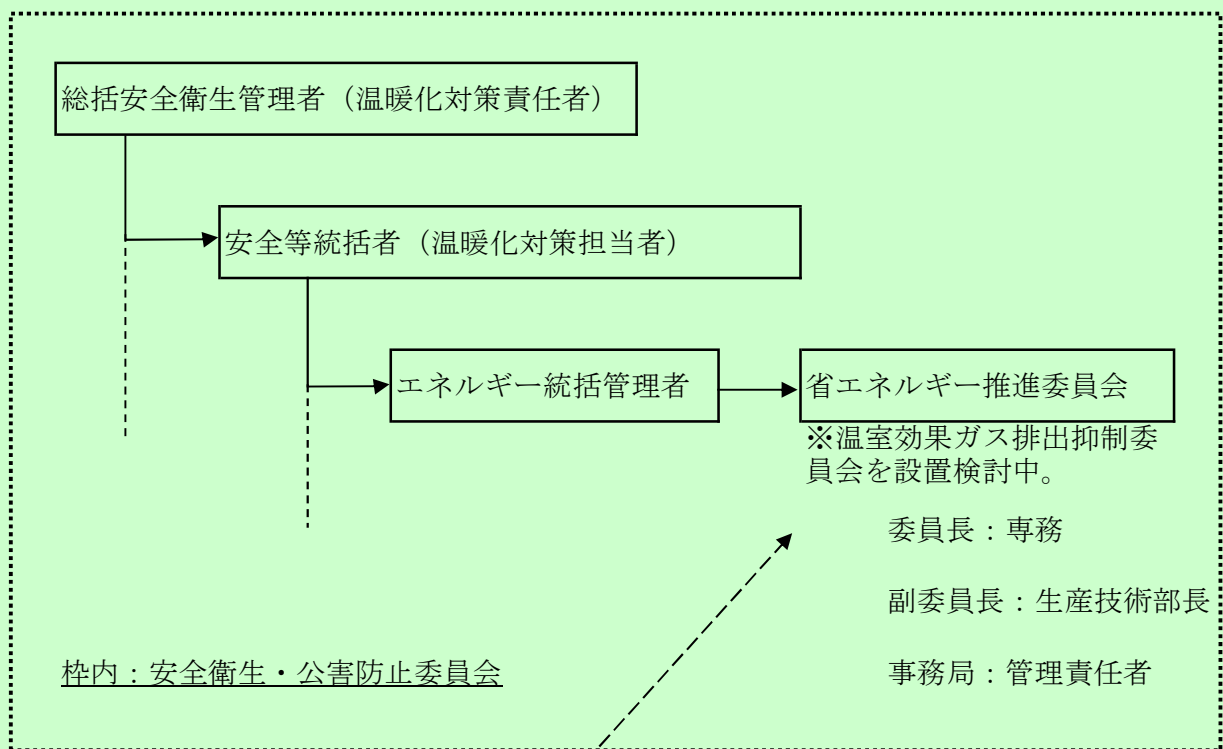 総括安全衛生管理者（温暖化対策責任者）
安全等統括者（温暖化対策担当者）
エネルギー統括管理者
省エネルギー推進委員会
※温室効果ガス排出抑制委
員会を設置検討中。
委員長：専務
副委員長：生産技術部長
事務局：管理責任者
枠内：安全衛生・公害防止委員会